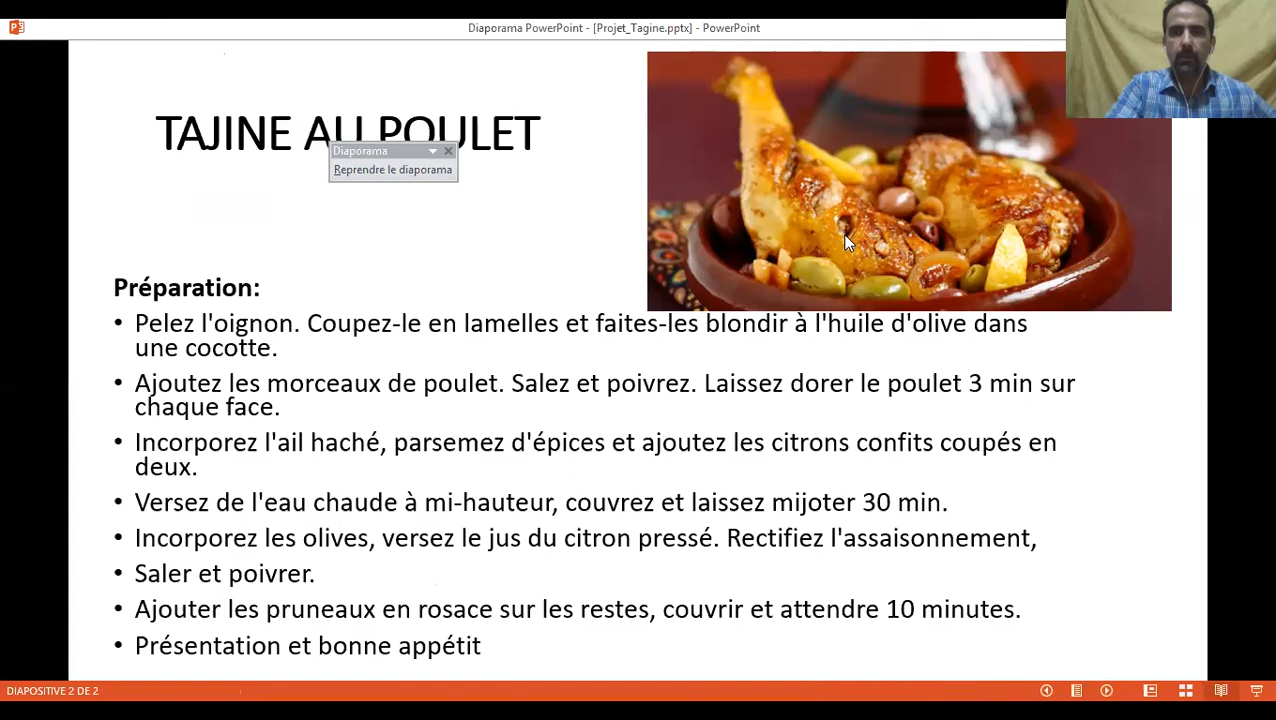 Diaporama PowerPoint - [Projet_Tagine.pptx] - PowerPoint
TAJINE AU POULET
Diaporama
Reprendre le diaporama
Préparation:
• Pelez l'oignon. Coupez-le en lamelles et faites-les blondir à l'huile d'olive dans
une cocotte.
• Ajoutez les morceaux de poulet. Salez et poivrez. Laissez dorer le poulet 3 min sur
chaque face.
• Incorporez l'ail haché, parsemez d'épices et ajoutez les citrons confits coupés en
deux.
• Versez de l'eau chaude à mi-hauteur, couvrez et laissez mijoter 30 min.
• Incorporez les olives, versez le jus du citron pressé. Rectifiez l'assaisonnement,
• Saler et poivrer.
• Ajouter les pruneaux en rosace sur les restes, couvrir et attendre 10 minutes.
• Présentation et bonne appétit
DIAPOSITIVE 2 DE 2